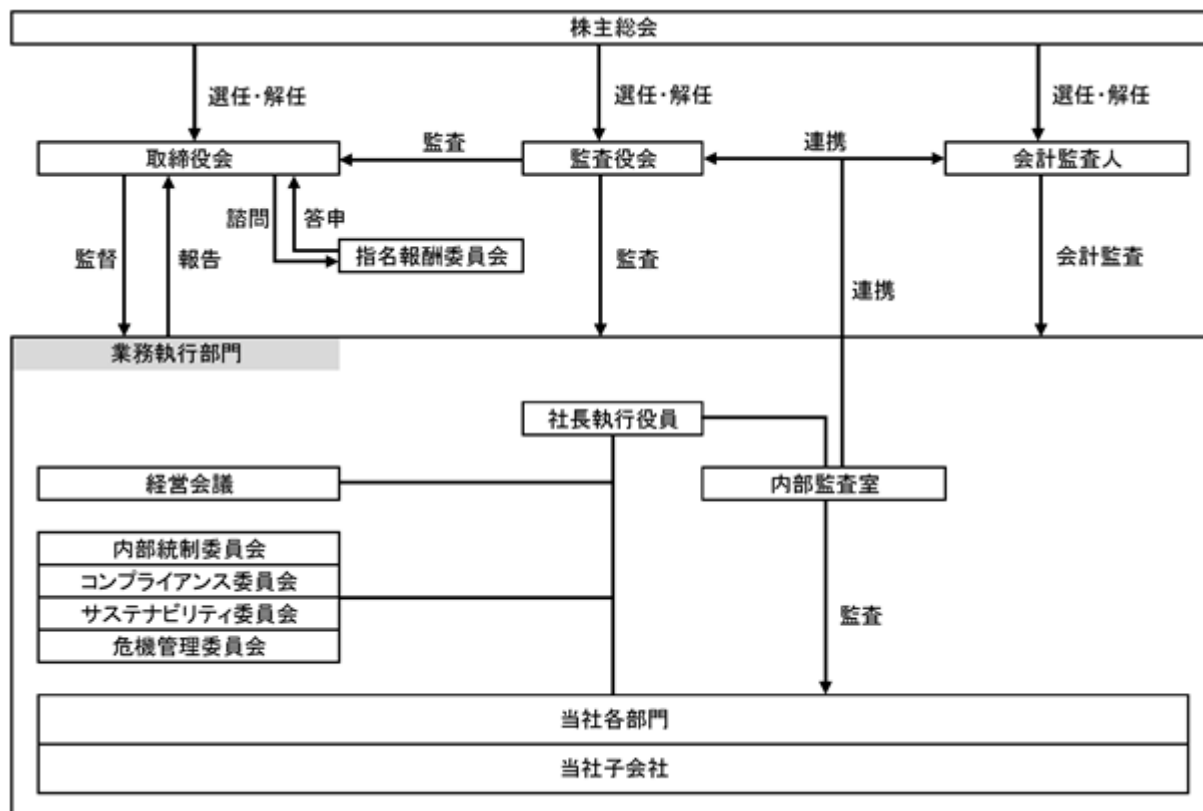 株主総会
選任・解任
選任・解任
選任・解任
取締役会
監査
監査役会
連携
会計監査人
諮問
答申
監督
報告
指名報酬委員会
監査
会計監査
連携
業務執行部門
社長執行役員
経営会議
内部監査室
内部統制委員会
コンプライアンス委員会
サステナビリティ委員会
危機管理委員会
監査
当社各部門
当社子会社